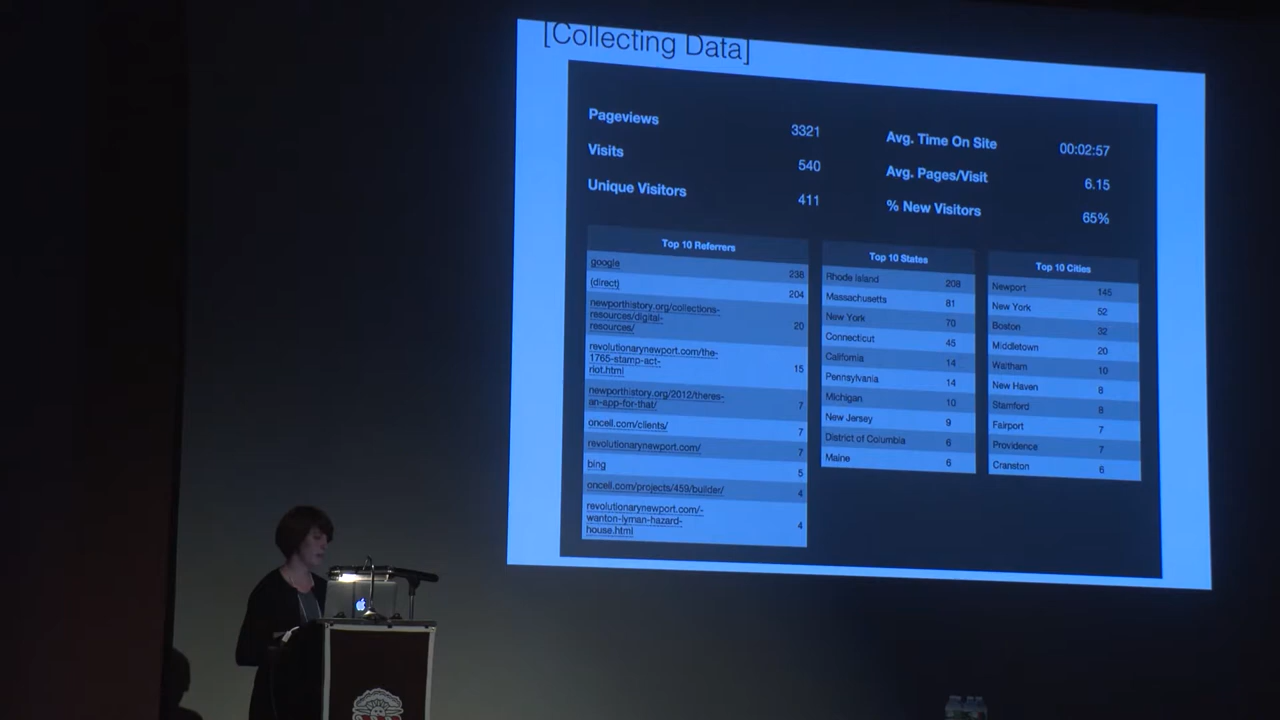 [Collecting Data]
Pageviews 3321
Visits 540
Unique Visitors 411
Avg. Time On Site 00:02:57
Avg. Pages/Visit 6.15
% New Visitors 65%
Top 10 Referrers
google 238
(direct) 204
newporthistory.org/collections-
resources/digital-
resources/ 20
revolutionarynewport.com/the-
1765-stamp-act-
riot.html 15
newporthistory.org/2012/theres-
an-app-for-that/ 7
oncell.com/clients/ 7
revolutionarynewport.com/ 7
bing 5
oncell.com/projects/459/builder/ 4
revolutionarynewport.com/-
wanton-lyman-hazard-
house.html 4
Top 10 States
Rhode Island 208
Massachusetts 81
New York 70
Connecticut 45
California 14
Pennsylvania 14
Michigan 10
New Jersey 9
District of Columbia 6
Maine 6
Top 10 Cities
Newport 145
New York 52
Boston 32
Middletown 20
Waltham 10
New Haven 8
Stamford 8
Fairport 7
Providence 7
Cranston 6